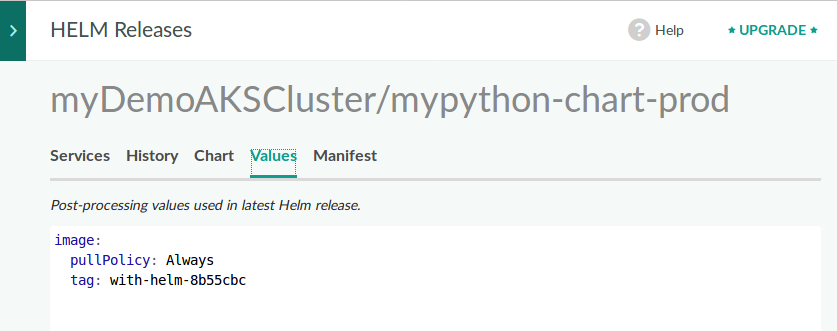 HELM Releases
? Help
★ UPGRADE ★
myDemoAKSCluster/mypython-chart-prod
Services History Chart Values Manifest
Post-processing values used in latest Helm release.
image:
  pullPolicy: Always
  tag: with-helm-8b55cbc